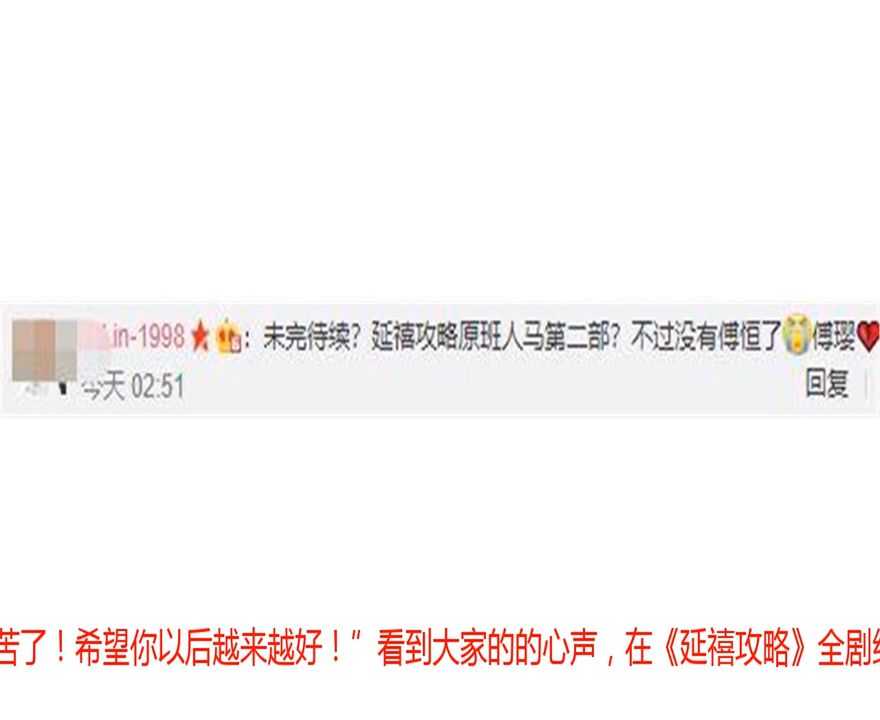 in-1998：未完待续？延禧攻略原班人马第二部？不过没有傅恒了傅璎
今天 02:51
回复
苦了！希望你以后越来越好！”看到大家的的心声，在《延禧攻略》全剧